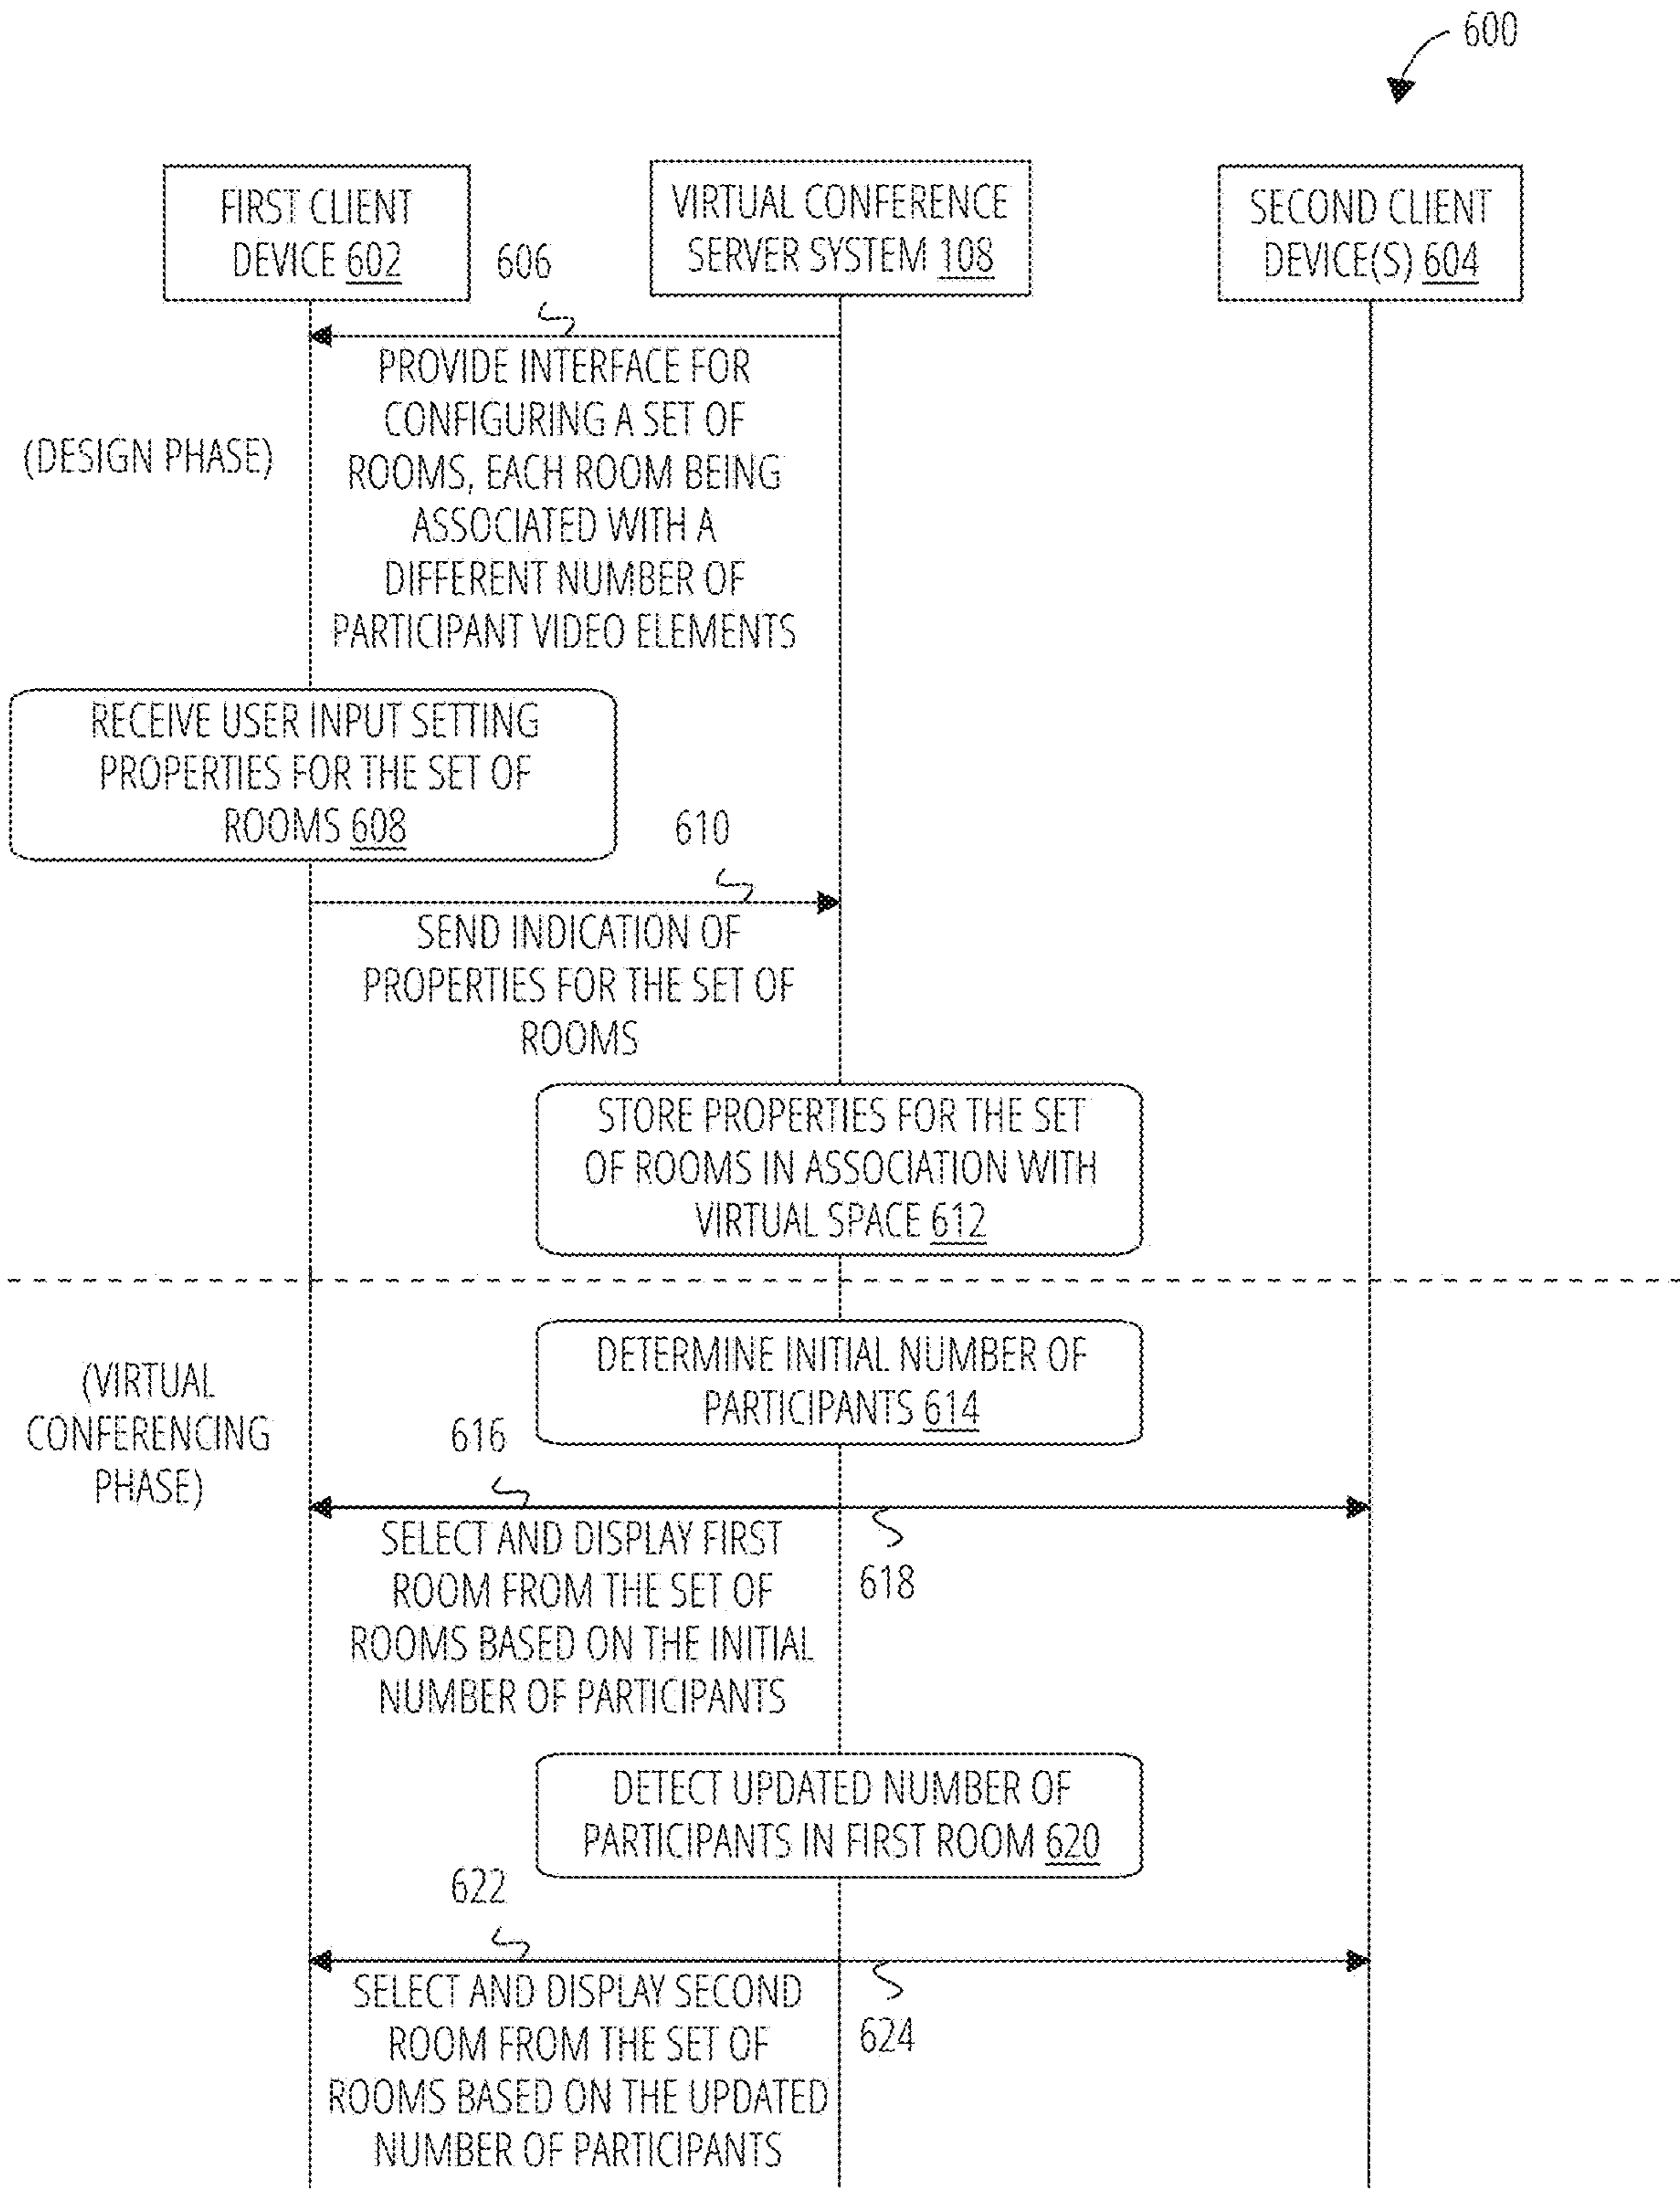 600
FIRST CLIENT
DEVICE 602
VIRTUAL CONFERENCE
SERVER SYSTEM 108
SECOND CLIENT
DEVICE(S) 604
606
PROVIDE INTERFACE FOR
CONFIGURING A SET OF
ROOMS, EACH ROOM BEING
ASSOCIATED WITH A
DIFFERENT NUMBER OF
PARTICIPANT VIDEO ELEMENTS
(DESIGN PHASE)
RECEIVE USER INPUT SETTING
PROPERTIES FOR THE SET OF
ROOMS 608
610
SEND INDICATION OF
PROPERTIES FOR THE SET OF
ROOMS
STORE PROPERTIES FOR THE SET
OF ROOMS IN ASSOCIATION WITH
VIRTUAL SPACE 612
DETERMINE INITIAL NUMBER OF
PARTICIPANTS 614
(VIRTUAL
CONFERENCING
PHASE)
616
SELECT AND DISPLAY FIRST
ROOM FROM THE SET OF
ROOMS BASED ON THE INITIAL
NUMBER OF PARTICIPANTS
618
DETECT UPDATED NUMBER OF
PARTICIPANTS IN FIRST ROOM 620
622
SELECT AND DISPLAY SECOND
ROOM FROM THE SET OF
ROOMS BASED ON THE UPDATED
NUMBER OF PARTICIPANTS
624